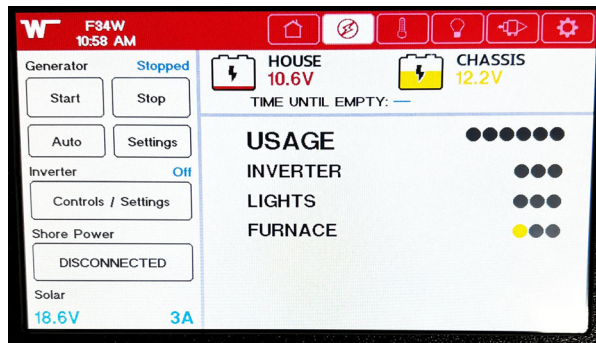 F34W
10:58 AM
Generator Stopped
Start Stop
Auto Settings
Inverter Off
Controls / Settings
Shore Power
DISCONNECTED
Solar
18.6V 3A
HOUSE
10.6V
CHASSIS
12.2V
TIME UNTIL EMPTY: —
USAGE
INVERTER
LIGHTS
FURNACE